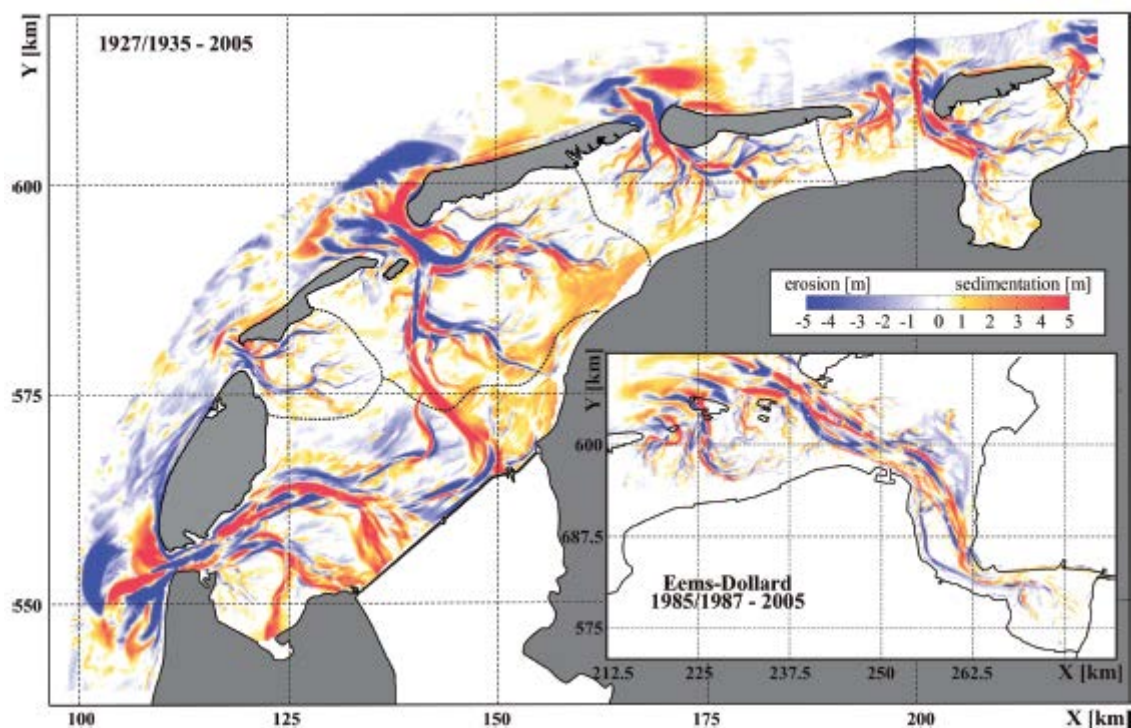 1927/1935 - 2005
Y [km]
600
575
550
100 125 150 175 200 X [km]
erosion [m] sedimentation [m]
-5 -4 -3 -2 -1 0 1 2 3 4 5
Y [km]
600
687.5
575
Eems-Dollard
1985/1987 - 2005
212.5 225 237.5 250 262.5 X [km]